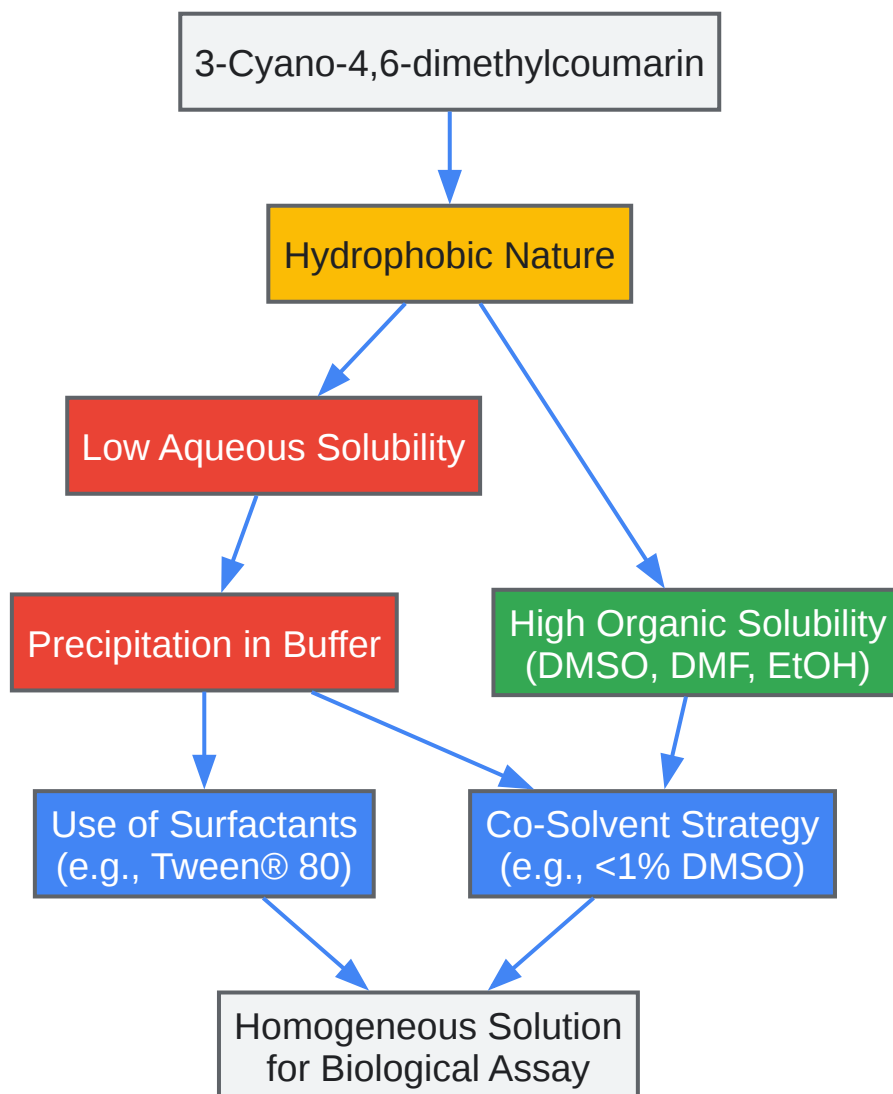 3-Cyano-4,6-dimethylcoumarin
Hydrophobic Nature
Low Aqueous Solubility
Precipitation in Buffer
High Organic Solubility
(DMSO, DMF, EtOH)
Use of Surfactants
(e.g., Tween® 80)
Co-Solvent Strategy
(e.g., <1% DMSO)
Homogeneous Solution
for Biological Assay